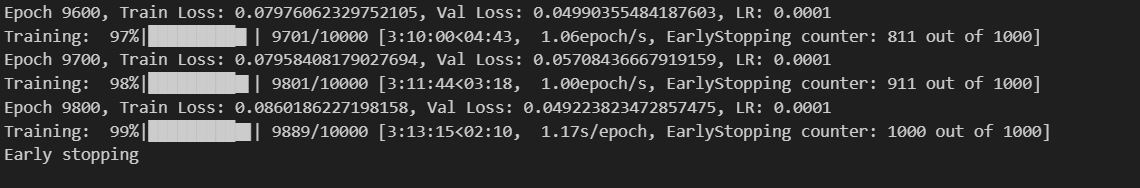 Epoch 9600, Train Loss: 0.07976062329752105, Val Loss: 0.04990355484187603, LR: 0.0001
Training:  97%|█████████▋| 9701/10000 [3:10:00<04:43,  1.06epoch/s, EarlyStopping counter: 811 out of 1000]
Epoch 9700, Train Loss: 0.07958408179027694, Val Loss: 0.05708436667919159, LR: 0.0001
Training:  98%|█████████▊| 9801/10000 [3:11:44<03:18,  1.00epoch/s, EarlyStopping counter: 911 out of 1000]
Epoch 9800, Train Loss: 0.0860186227198158, Val Loss: 0.049223823472857475, LR: 0.0001
Training:  99%|█████████▉| 9889/10000 [3:13:15<02:10,  1.17s/epoch, EarlyStopping counter: 1000 out of 1000]
Early stopping